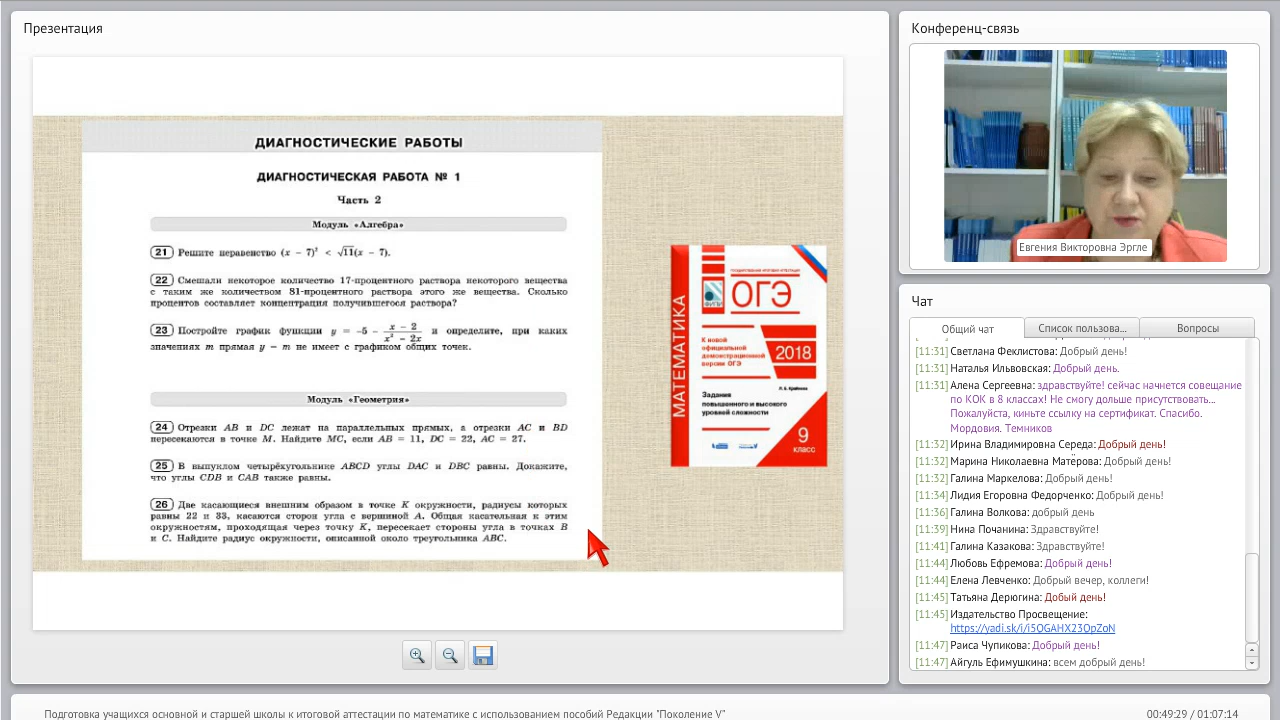 Презентация
ДИАГНОСТИЧЕСКИЕ РАБОТЫ
ДИАГНОСТИЧЕСКАЯ РАБОТА № 1
Часть 2
Модуль «Алгебра»
21 Решите неравенство (x − 7)² < √11(x − 7).
22 Смешали некоторое количество 17-процентного раствора некоторого вещества
с таким же количеством 81-процентного раствора этого же вещества. Сколько
процентов составляет концентрация получившегося раствора?
23 Постройте график функции y = −5 − (x − 2)/(x² − 2x) и определите, при каких
значениях m прямая y = m не имеет с графиком общих точек.
Модуль «Геометрия»
24 Отрезки AB и DC лежат на параллельных прямых, а отрезки AC и BD
пересекаются в точке M. Найдите MC, если AB = 11, DC = 22, AC = 27.
25 В выпуклом четырёхугольнике ABCD углы DAC и DBC равны. Докажите,
что углы CDB и CAB также равны.
26 Две касающиеся внешним образом в точке K окружности, радиусы которых
равны 22 и 33, касаются сторон угла с вершиной A. Общая касательная к этим
окружностям, проходящая через точку K, пересекает стороны угла в точках B
и C. Найдите радиус окружности, описанной около треугольника ABC.
МАТЕМАТИКА
ФИПИ
ОГЭ
К новой
официальной
демонстрационной
версии ОГЭ
2018
Задания
повышенного и высокого
уровней сложности
9
класс
Конференц-связь
Евгения Викторовна Эргле
Чат
Общий чат
Список пользова...
Вопросы
[11:31] Светлана Феклистова: Добрый день!
[11:31] Наталья Ильвовская: Добрый день.
[11:31] Алена Сергеевна: здравствуйте! Сейчас начнется совещание
по КОК в 8 классах! Не смогу дольше присутствовать...
Пожалуйста, киньте ссылку на сертификат. Спасибо.
Мордовия. Темников
[11:32] Ирина Владимировна Середа: Добрый день!
[11:32] Марина Николаевна Матёрова: Добрый день!
[11:32] Галина Маркелова: Добрый день!
[11:34] Лидия Егоровна Федорченко: Добрый день!
[11:36] Галина Волкова: добрый день
[11:39] Нина Почанина: Здравствуйте!
[11:41] Галина Казакова: Здравствуйте!
[11:44] Любовь Ефремова: Добрый день!
[11:44] Елена Левченко: Добрый вечер, коллеги!
[11:45] Татьяна Дерюгина: Добый день!
[11:45] Издательство Просвещение:
https://yadi.sk/i/i5QGAHX23QpZoN
[11:47] Раиса Чупикова: Добрый день!
[11:47] Айгуль Ефимушкина: всем добрый день!
Подготовка учащихся основной и старшей школы к итоговой аттестации по математике с использованием пособий Редакции "Поколение V"
00:49:29 / 01:07:14